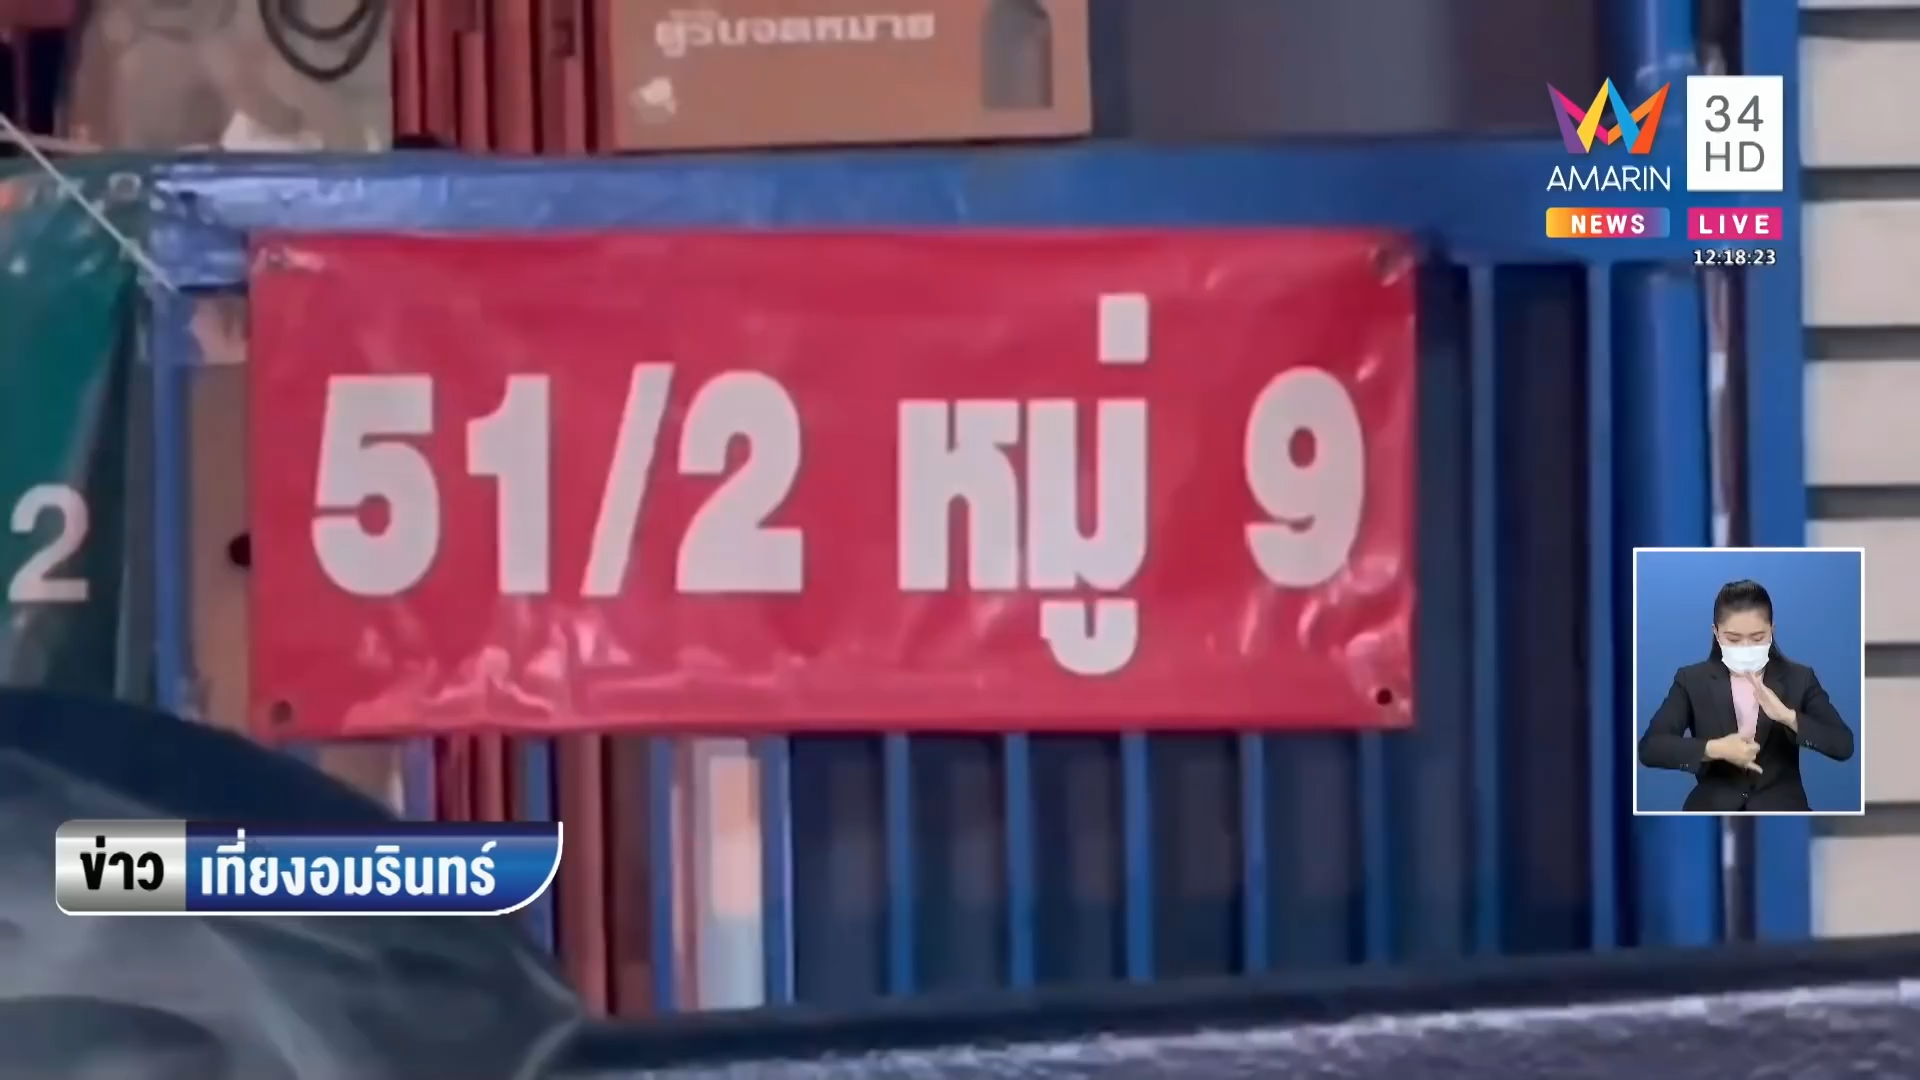 ตู้รับจดหมาย
34
HD
AMARIN
NEWS
LIVE
12:18:23
51/2 หมู่ 9
2
ข่าว เที่ยงอมรินทร์